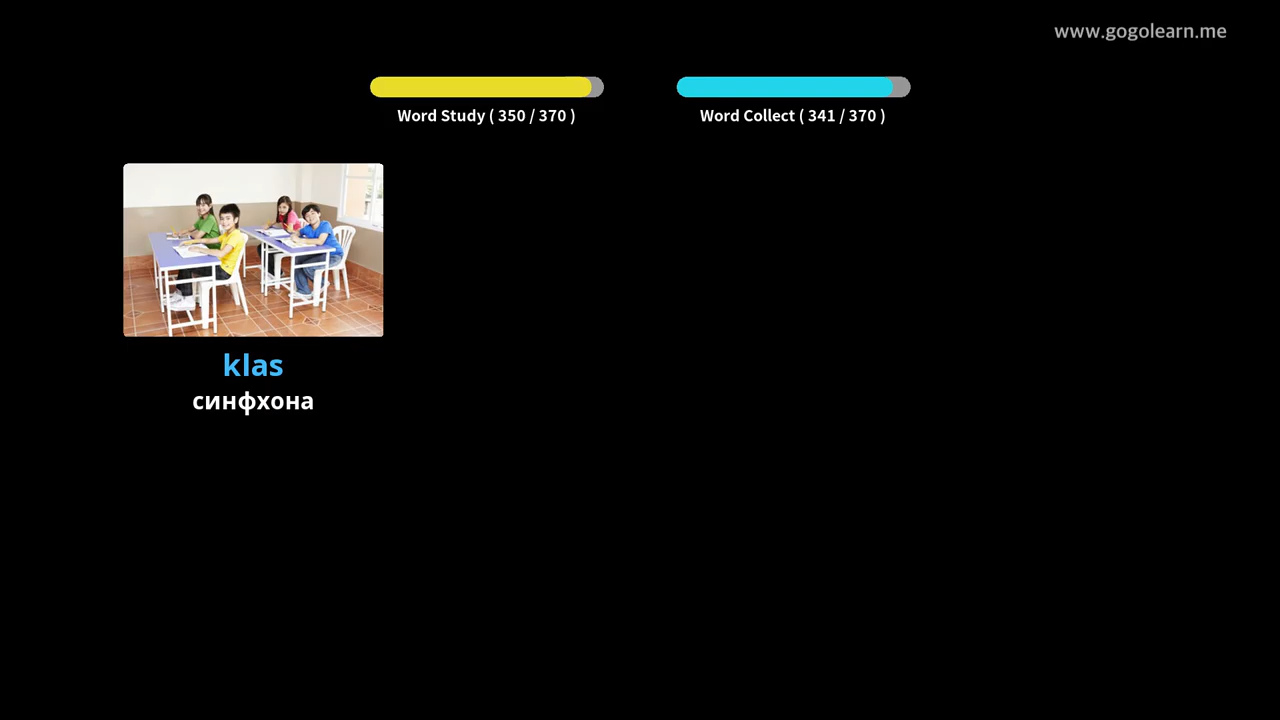 www.gogolearn.me
Word Study ( 350 / 370 )
Word Collect ( 341 / 370 )
klas
синфхона